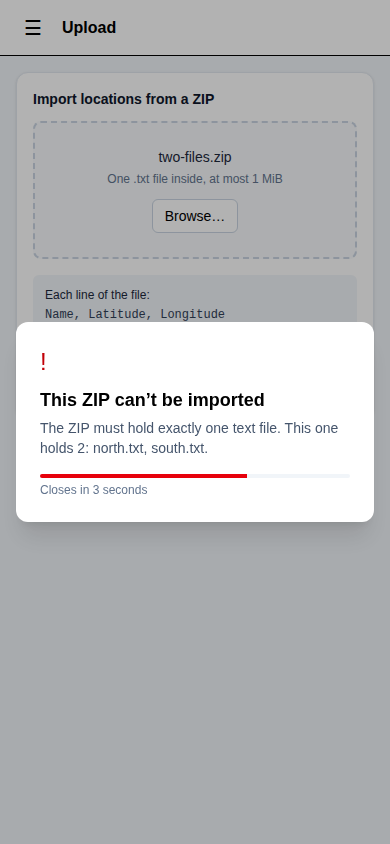 ☰ Upload
Import locations from a ZIP
two-files.zip
One .txt file inside, at most 1 MiB
Browse…
Each line of the file:
Name, Latitude, Longitude
!
This ZIP can’t be imported
The ZIP must hold exactly one text file. This one
holds 2: north.txt, south.txt.
Closes in 3 seconds